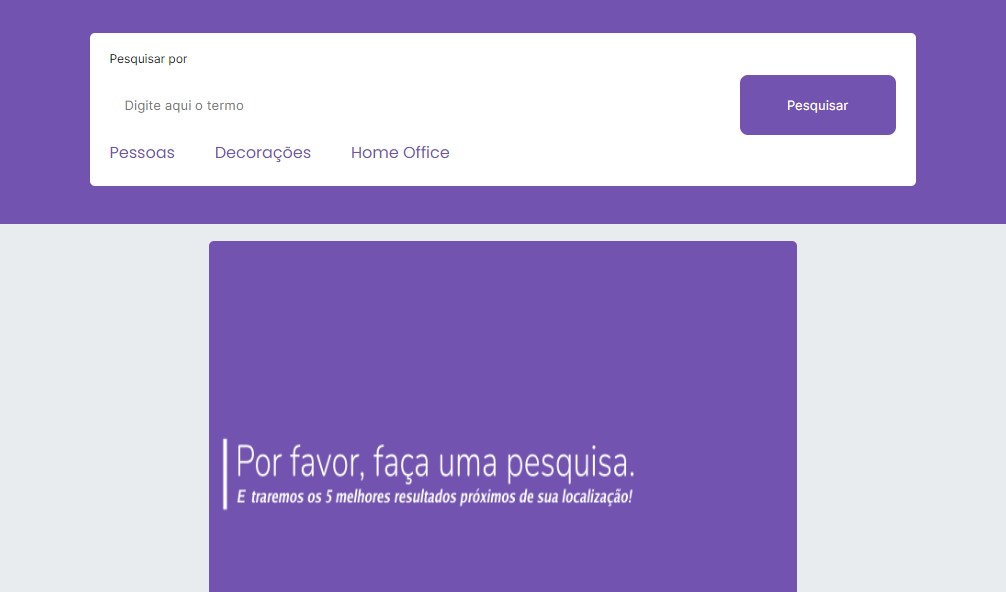 Pesquisar por
Digite aqui o termo
Pesquisar
Pessoas Decorações Home Office
Por favor, faça uma pesquisa.
E traremos os 5 melhores resultados próximos de sua localização!